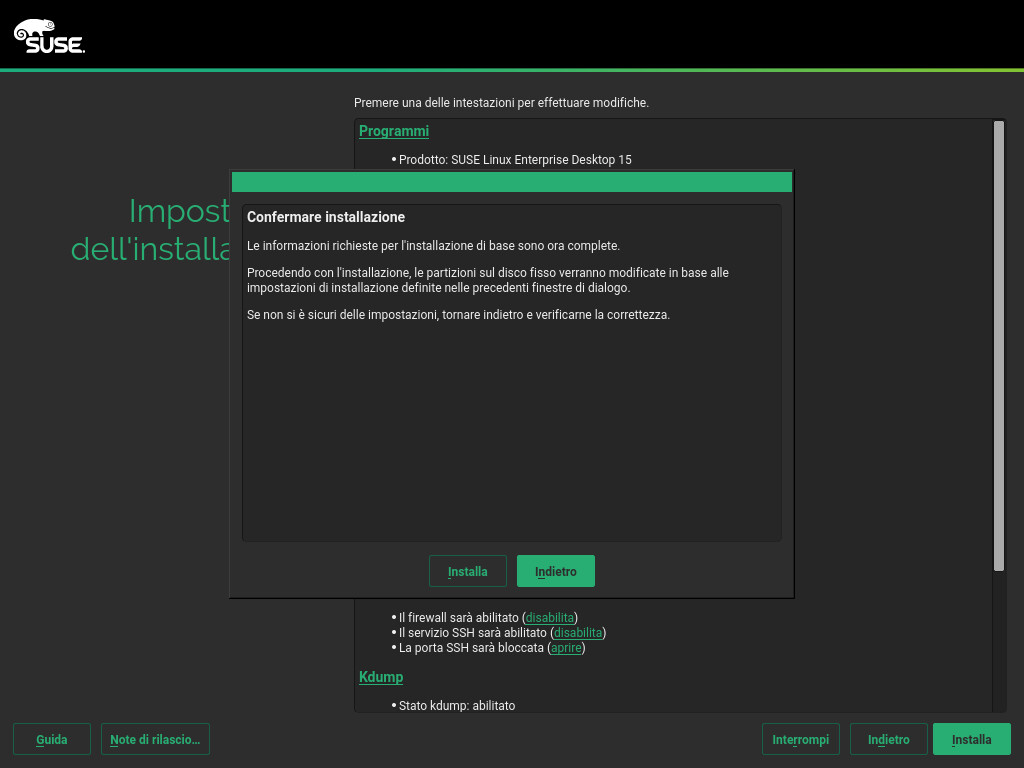 SUSE.
Premere una delle intestazioni per effettuare modifiche.
Programmi
• Prodotto: SUSE Linux Enterprise Desktop 15
Impost
dell'installa
Confermare installazione
Le informazioni richieste per l'installazione di base sono ora complete.
Procedendo con l'installazione, le partizioni sul disco fisso verranno modificate in base alle
impostazioni di installazione definite nelle precedenti finestre di dialogo.
Se non si è sicuri delle impostazioni, tornare indietro e verificarne la correttezza.
Installa
Indietro
• Il firewall sarà abilitato (disabilita)
• Il servizio SSH sarà abilitato (disabilita)
• La porta SSH sarà bloccata (aprire)
Kdump
• Stato kdump: abilitato
Guida
Note di rilascio...
Interrompi
Indietro
Installa